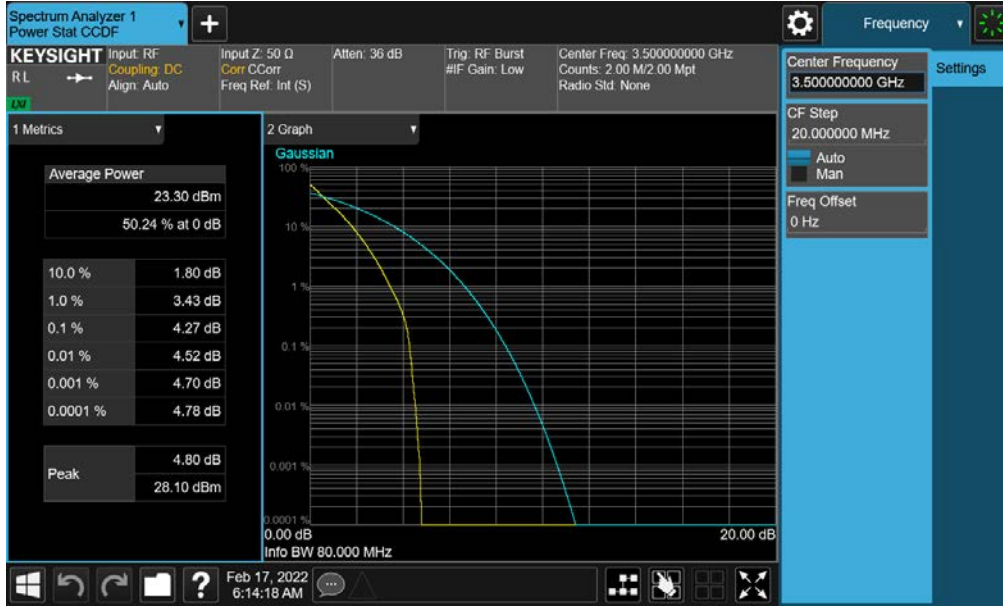 Spectrum Analyzer 1
Power Stat CCDF
Frequency
KEYSIGHT
RL
LXI
Input: RF
Coupling: DC
Align: Auto
Input Z: 50 Ω
Corr CCorr
Freq Ref: Int (S)
Atten: 36 dB
Trig: RF Burst
#IF Gain: Low
Center Freq: 3.500000000 GHz
Counts: 2.00 M/2.00 Mpt
Radio Std: None
Center Frequency
3.500000000 GHz
Settings
CF Step
20.000000 MHz
Auto
Man
Freq Offset
0 Hz
1 Metrics
Average Power
23.30 dBm
50.24 % at 0 dB
10.0 % 1.80 dB
1.0 % 3.43 dB
0.1 % 4.27 dB
0.01 % 4.52 dB
0.001 % 4.70 dB
0.0001 % 4.78 dB
Peak
4.80 dB
28.10 dBm
2 Graph
Gaussian
100 %
10 %
1 %
0.1 %
0.01 %
0.001 %
0.0001 %
0.00 dB 20.00 dB
Info BW 80.000 MHz
?
Feb 17, 2022
6:14:18 AM